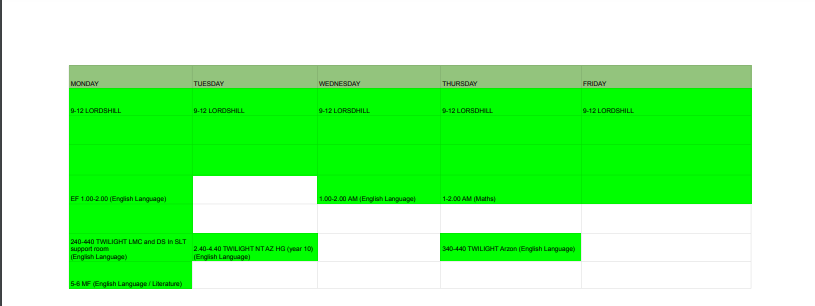 MONDAY TUESDAY WEDNESDAY THURSDAY FRIDAY
9-12 LORDSHILL 9-12 LORDSHILL 9-12 LORSDHILL 9-12 LORSDHILL 9-12 LORDSHILL
EF 1.00-2.00 (English Language) 1.00-2.00 AM (English Language) 1-2.00 AM (Maths)
240-440 TWILIGHT LMC and DS In SLT
support room
(English Language)
2.40-4.40 TWILIGHT NT AZ HG (year 10)
(English Language)
340-440 TWILIGHT Arzon (English Language)
5-6 MF (English Language / Literature)